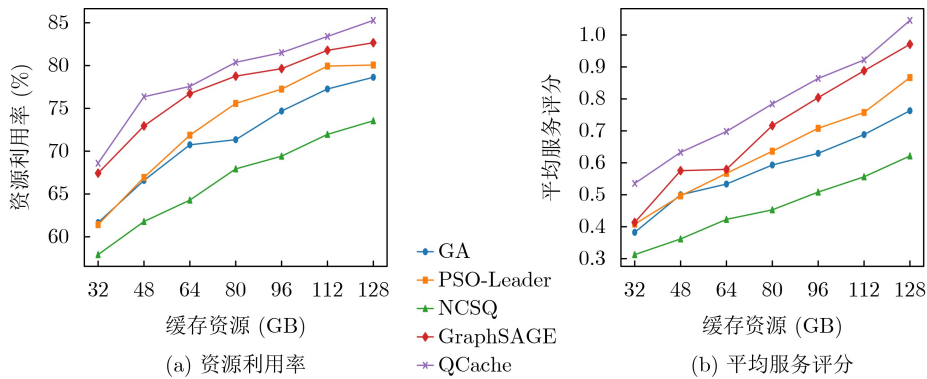 资源利用率 (%)
85
80
75
70
65
60
32 48 64 80 96 112 128
缓存资源 (GB)
(a) 资源利用率
GA
PSO-Leader
NCSQ
GraphSAGE
QCache
平均服务评分
1.0
0.9
0.8
0.7
0.6
0.5
0.4
0.3
32 48 64 80 96 112 128
缓存资源 (GB)
(b) 平均服务评分